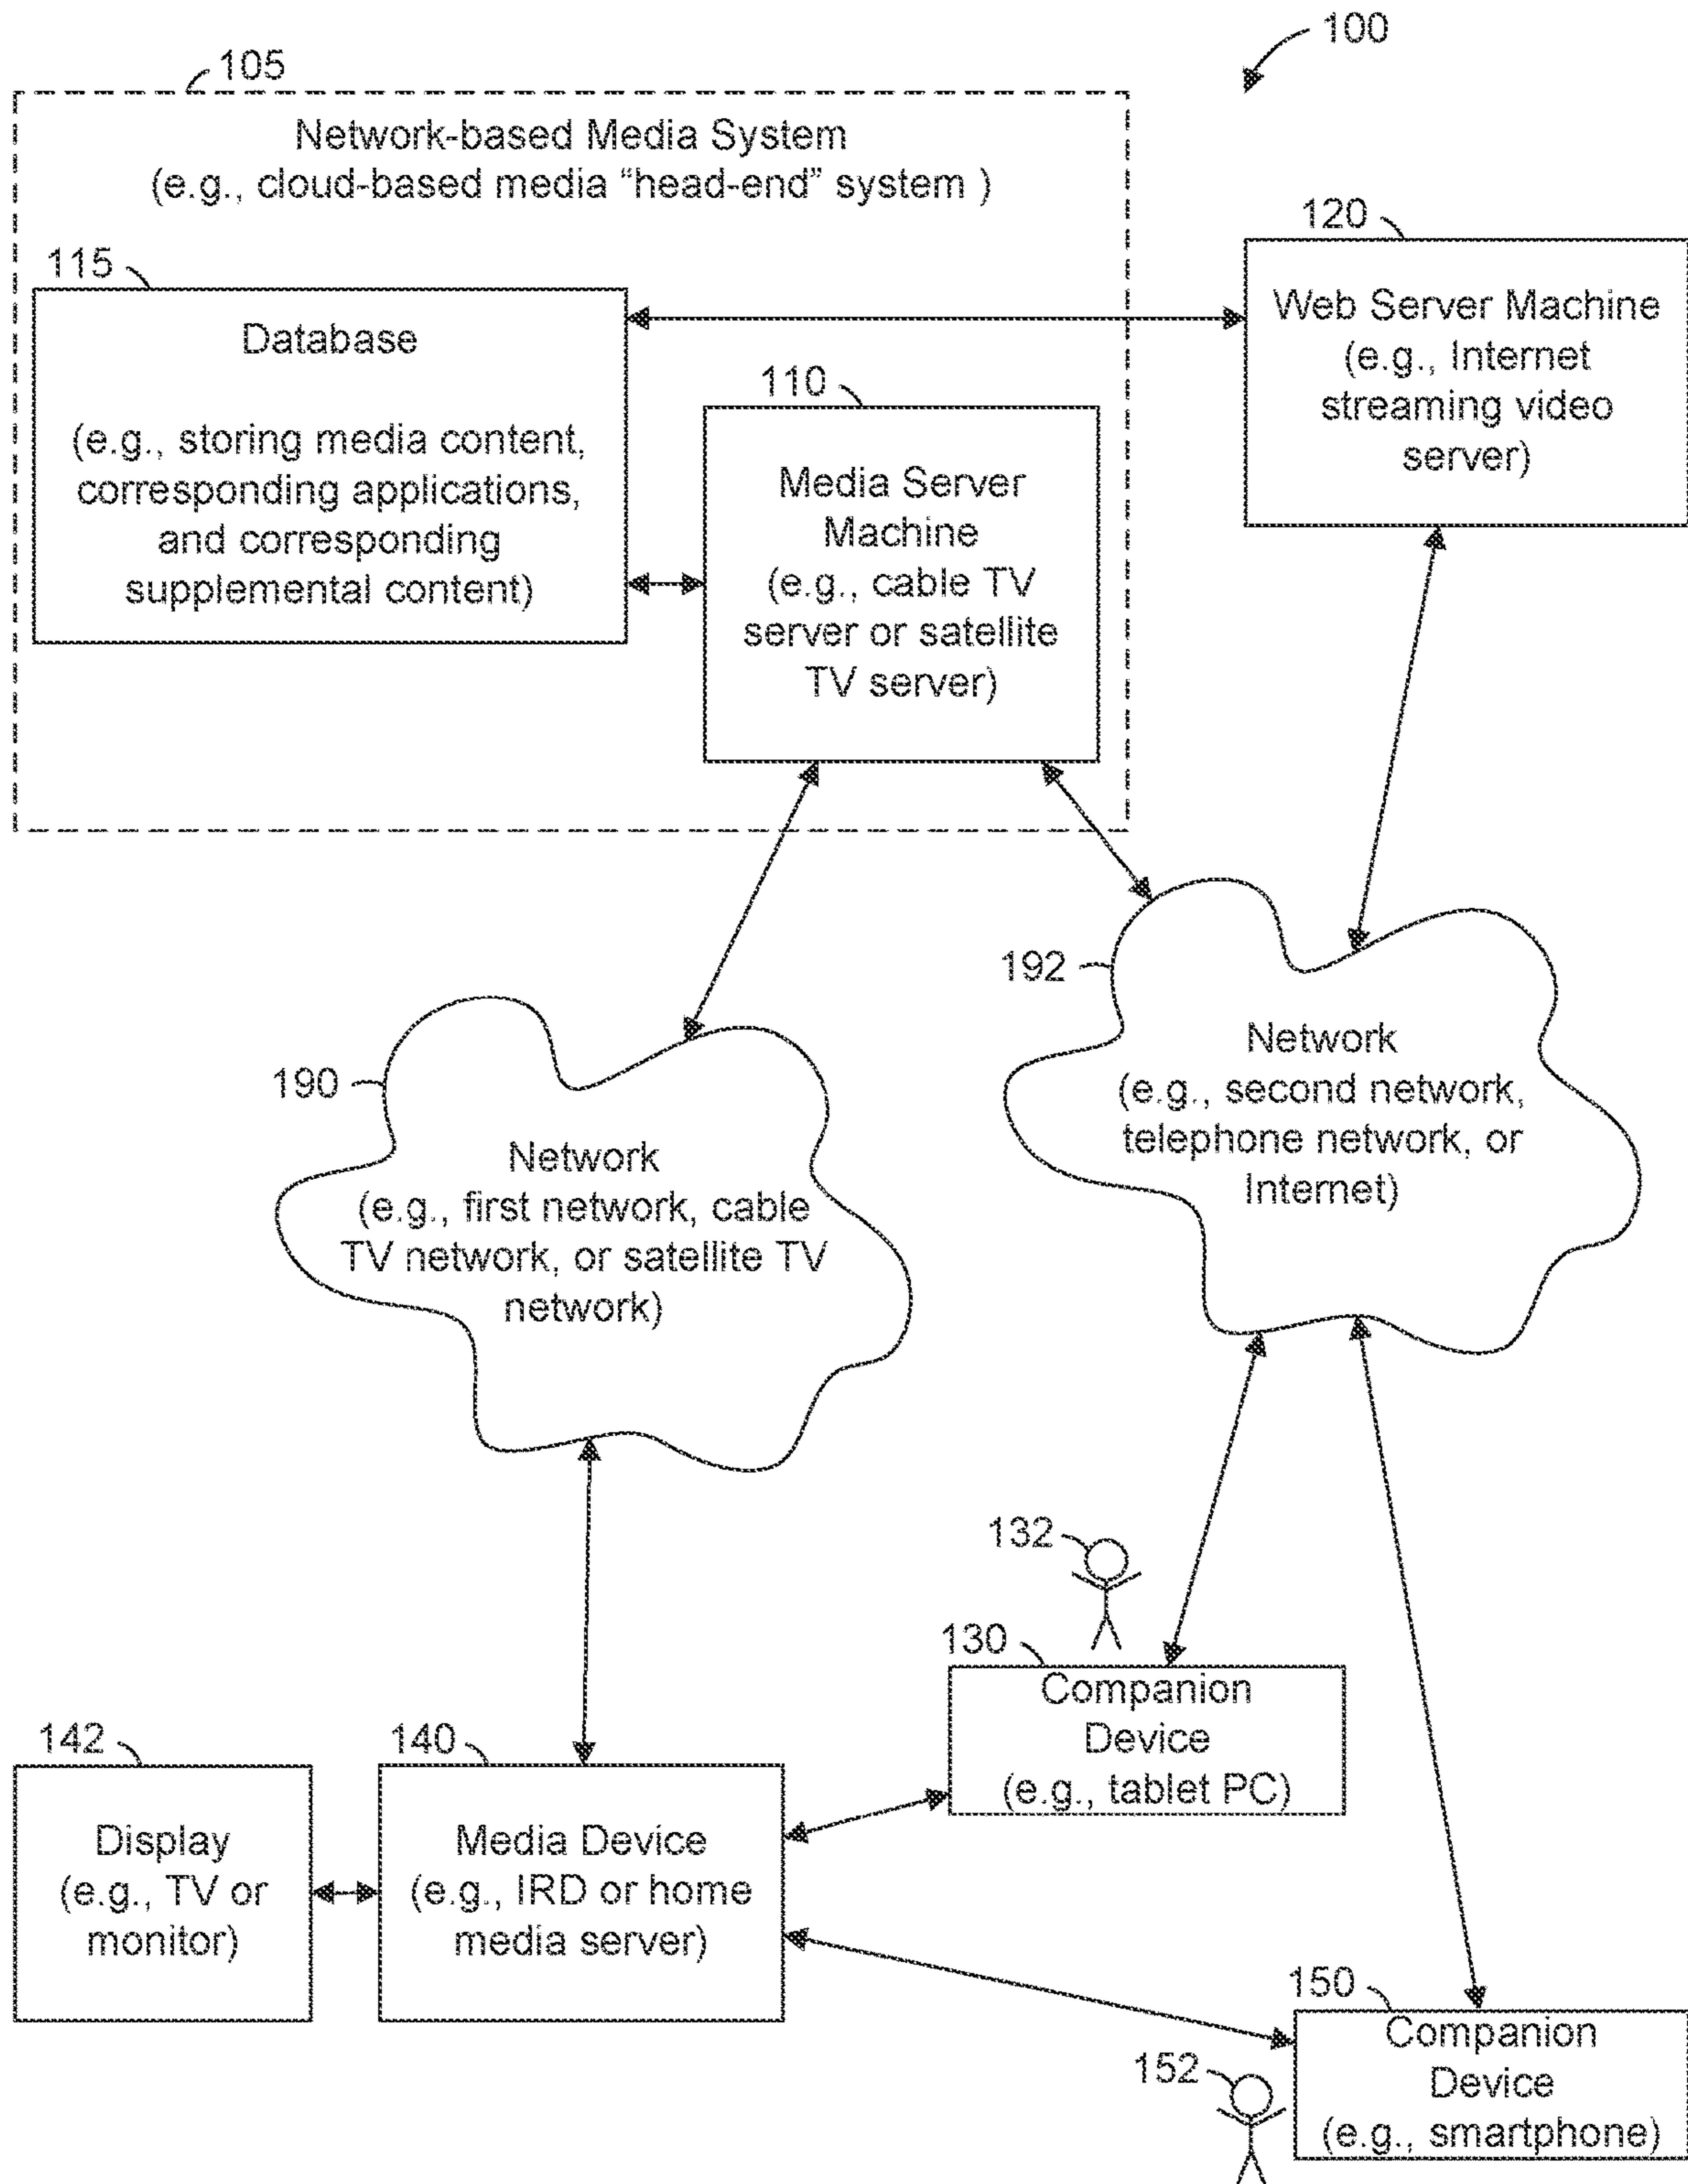 100
105
Network-based Media System
(e.g., cloud-based media “head-end” system )
115
Database
(e.g., storing media content,
corresponding applications,
and corresponding
supplemental content)
110
Media Server
Machine
(e.g., cable TV
server or satellite
TV server)
120
Web Server Machine
(e.g., Internet
streaming video
server)
190
Network
(e.g., first network, cable
TV network, or satellite TV
network)
192
Network
(e.g., second network,
telephone network, or
Internet)
132
130
Companion
Device
(e.g., tablet PC)
142
Display
(e.g., TV or
monitor)
140
Media Device
(e.g., IRD or home
media server)
150
Companion
Device
(e.g., smartphone)
152